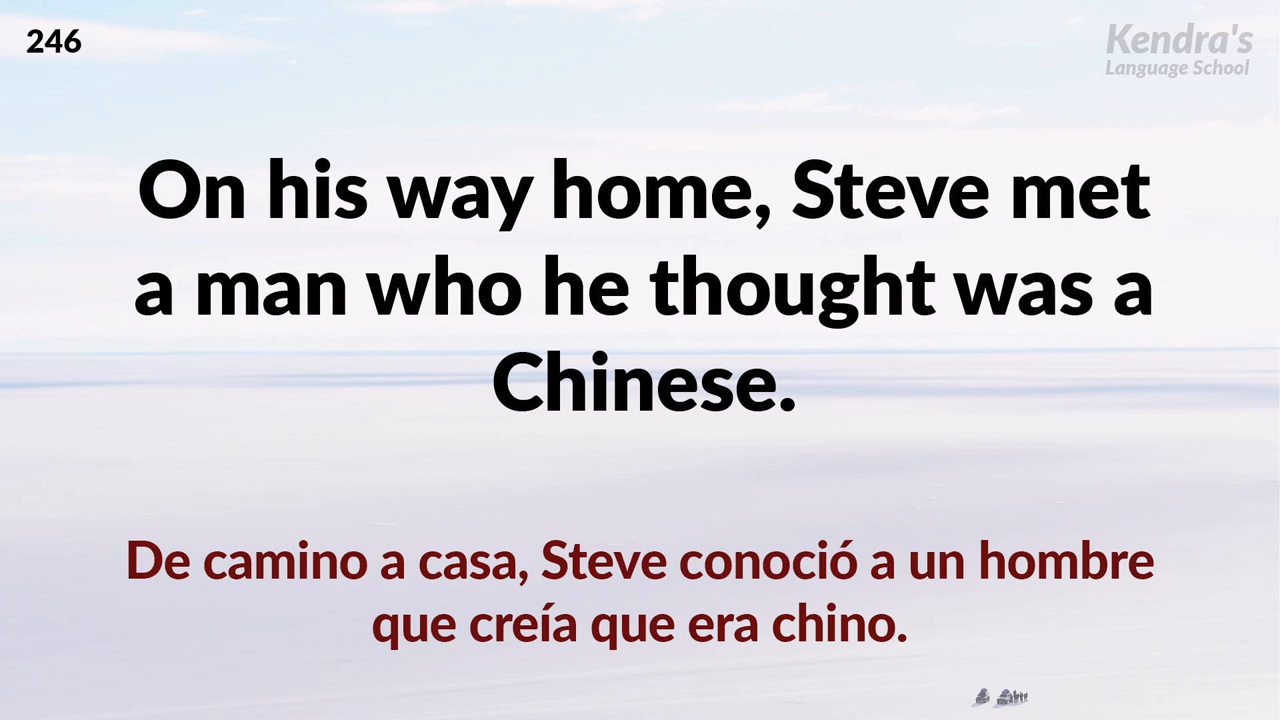 246
Kendra's
Language School
On his way home, Steve met
a man who he thought was a
Chinese.
De camino a casa, Steve conoció a un hombre
que creía que era chino.